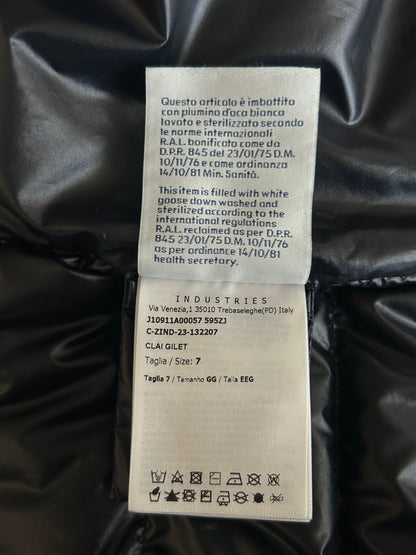 Questo articolo è imbottito
con piumino d'oca bianca
lavato e sterilizzato secondo
le norme internazionali
R.A.L. bonificato come da
D.P.R. 845 del 23/01/75 D.M.
10/11/76 e come ordinanza
14/10/81 Min. Sanità.
This item is filled with white
goose down washed and
sterilized according to the
international regulations
R.A.L. reclaimed as per D.P.R.
845 23/01/75 D.M. 10/11/76
as per ordinance 14/10/81
health secretary.
INDUSTRIES
Via Venezia,1 35010 Trebaseleghe(PD) Italy
J10911A00057 595ZJ
C-ZIND-23-132207
CLAI GILET
Taglia / Size: 7
Taglia 7 / Tamanho GG / Talla EEG